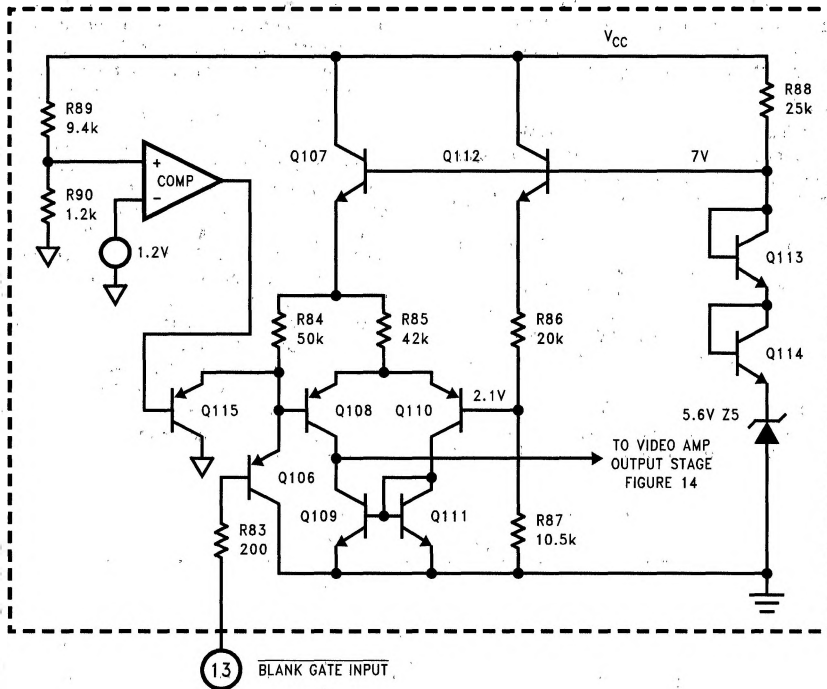 V_CC
R89
9.4k
R90
1.2k
COMP
+
−
1.2V
Q107
Q112
7V
R88
25k
Q113
Q114
5.6V Z5
R84
50k
R85
42k
R86
20k
Q115
Q108
Q110
2.1V
Q106
TO VIDEO AMP
OUTPUT STAGE
FIGURE 14
R83
200
Q109
Q111
R87
10.5k
13
BLANK GATE INPUT